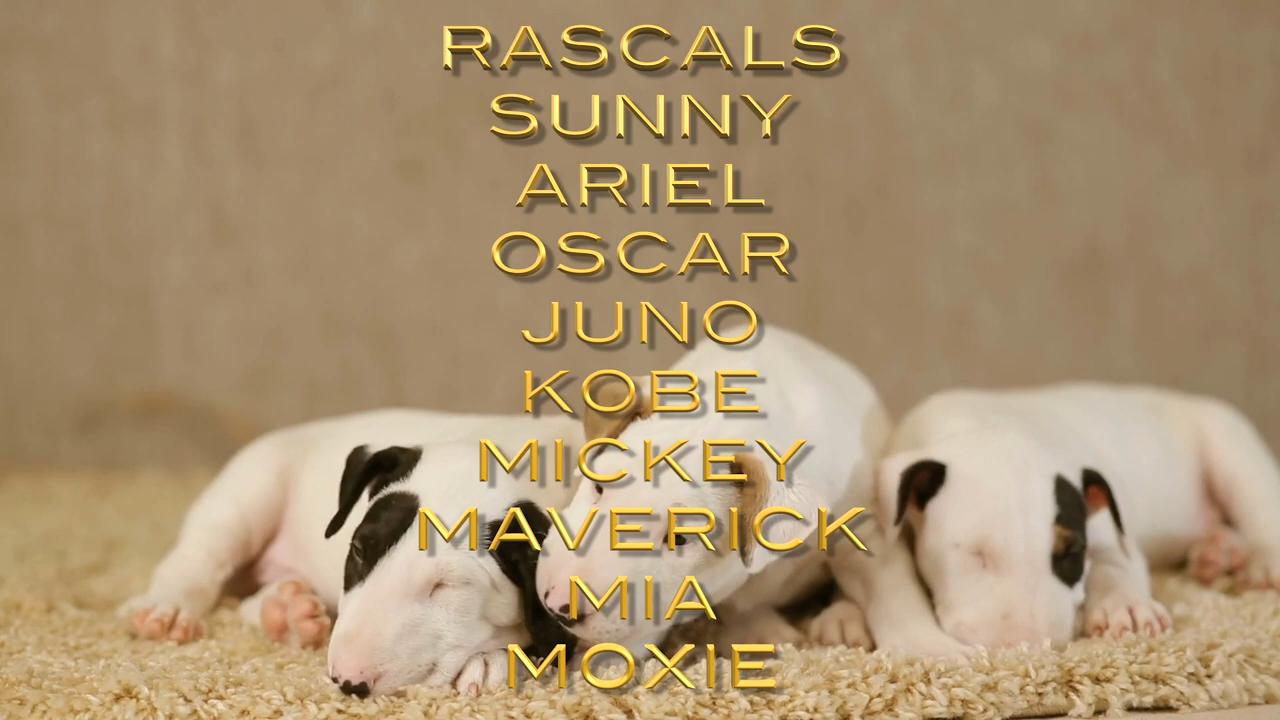 RASCALS
SUNNY
ARIEL
OSCAR
JUNO
KOBE
MICKEY
MAVERICK
MIA
MOXIE